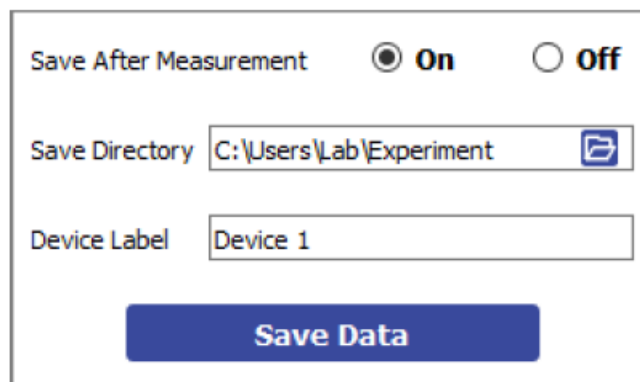 Save After Measurement On Off
Save Directory C:\Users\Lab\Experiment
Device Label Device 1
Save Data